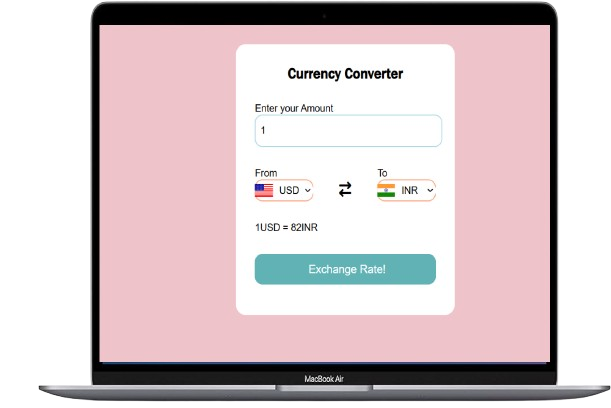 Currency Converter
Enter your Amount
1
From
To
USD
INR
1USD = 82INR
Exchange Rate!
MacBook Air